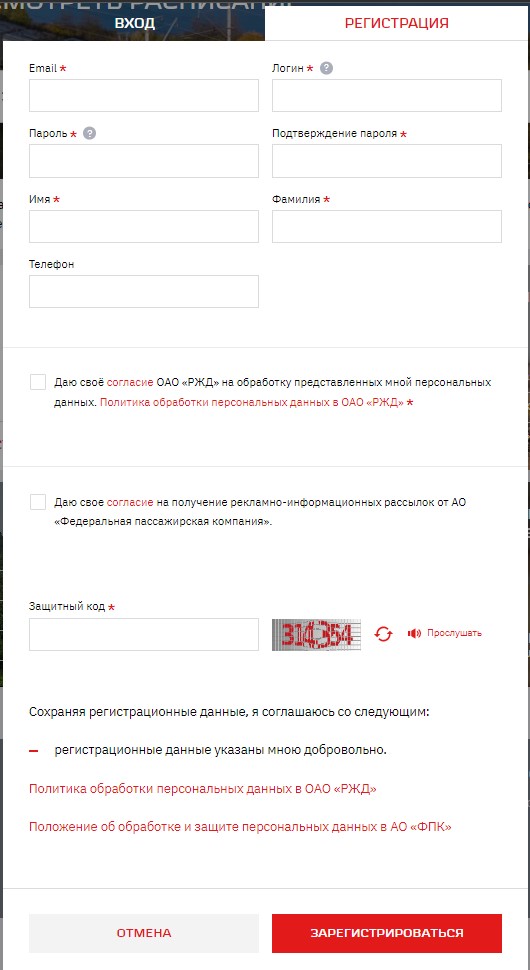 СМОТРЕТЬ РАСПИСАНИЕ
ВХОД
РЕГИСТРАЦИЯ
Email *
Логин * ?
Пароль * ?
Подтверждение пароля *
Имя *
Фамилия *
Телефон
Даю своё согласие ОАО «РЖД» на обработку представленных мной персональных
данных. Политика обработки персональных данных в ОАО «РЖД» *
Даю свое согласие на получение рекламно-информационных рассылок от АО
«Федеральная пассажирская компания».
Защитный код *
Прослушать
Сохраняя регистрационные данные, я соглашаюсь со следующим:
– регистрационные данные указаны мною добровольно.
Политика обработки персональных данных в ОАО «РЖД»
Положение об обработке и защите персональных данных в АО «ФПК»
ОТМЕНА
ЗАРЕГИСТРИРОВАТЬСЯ